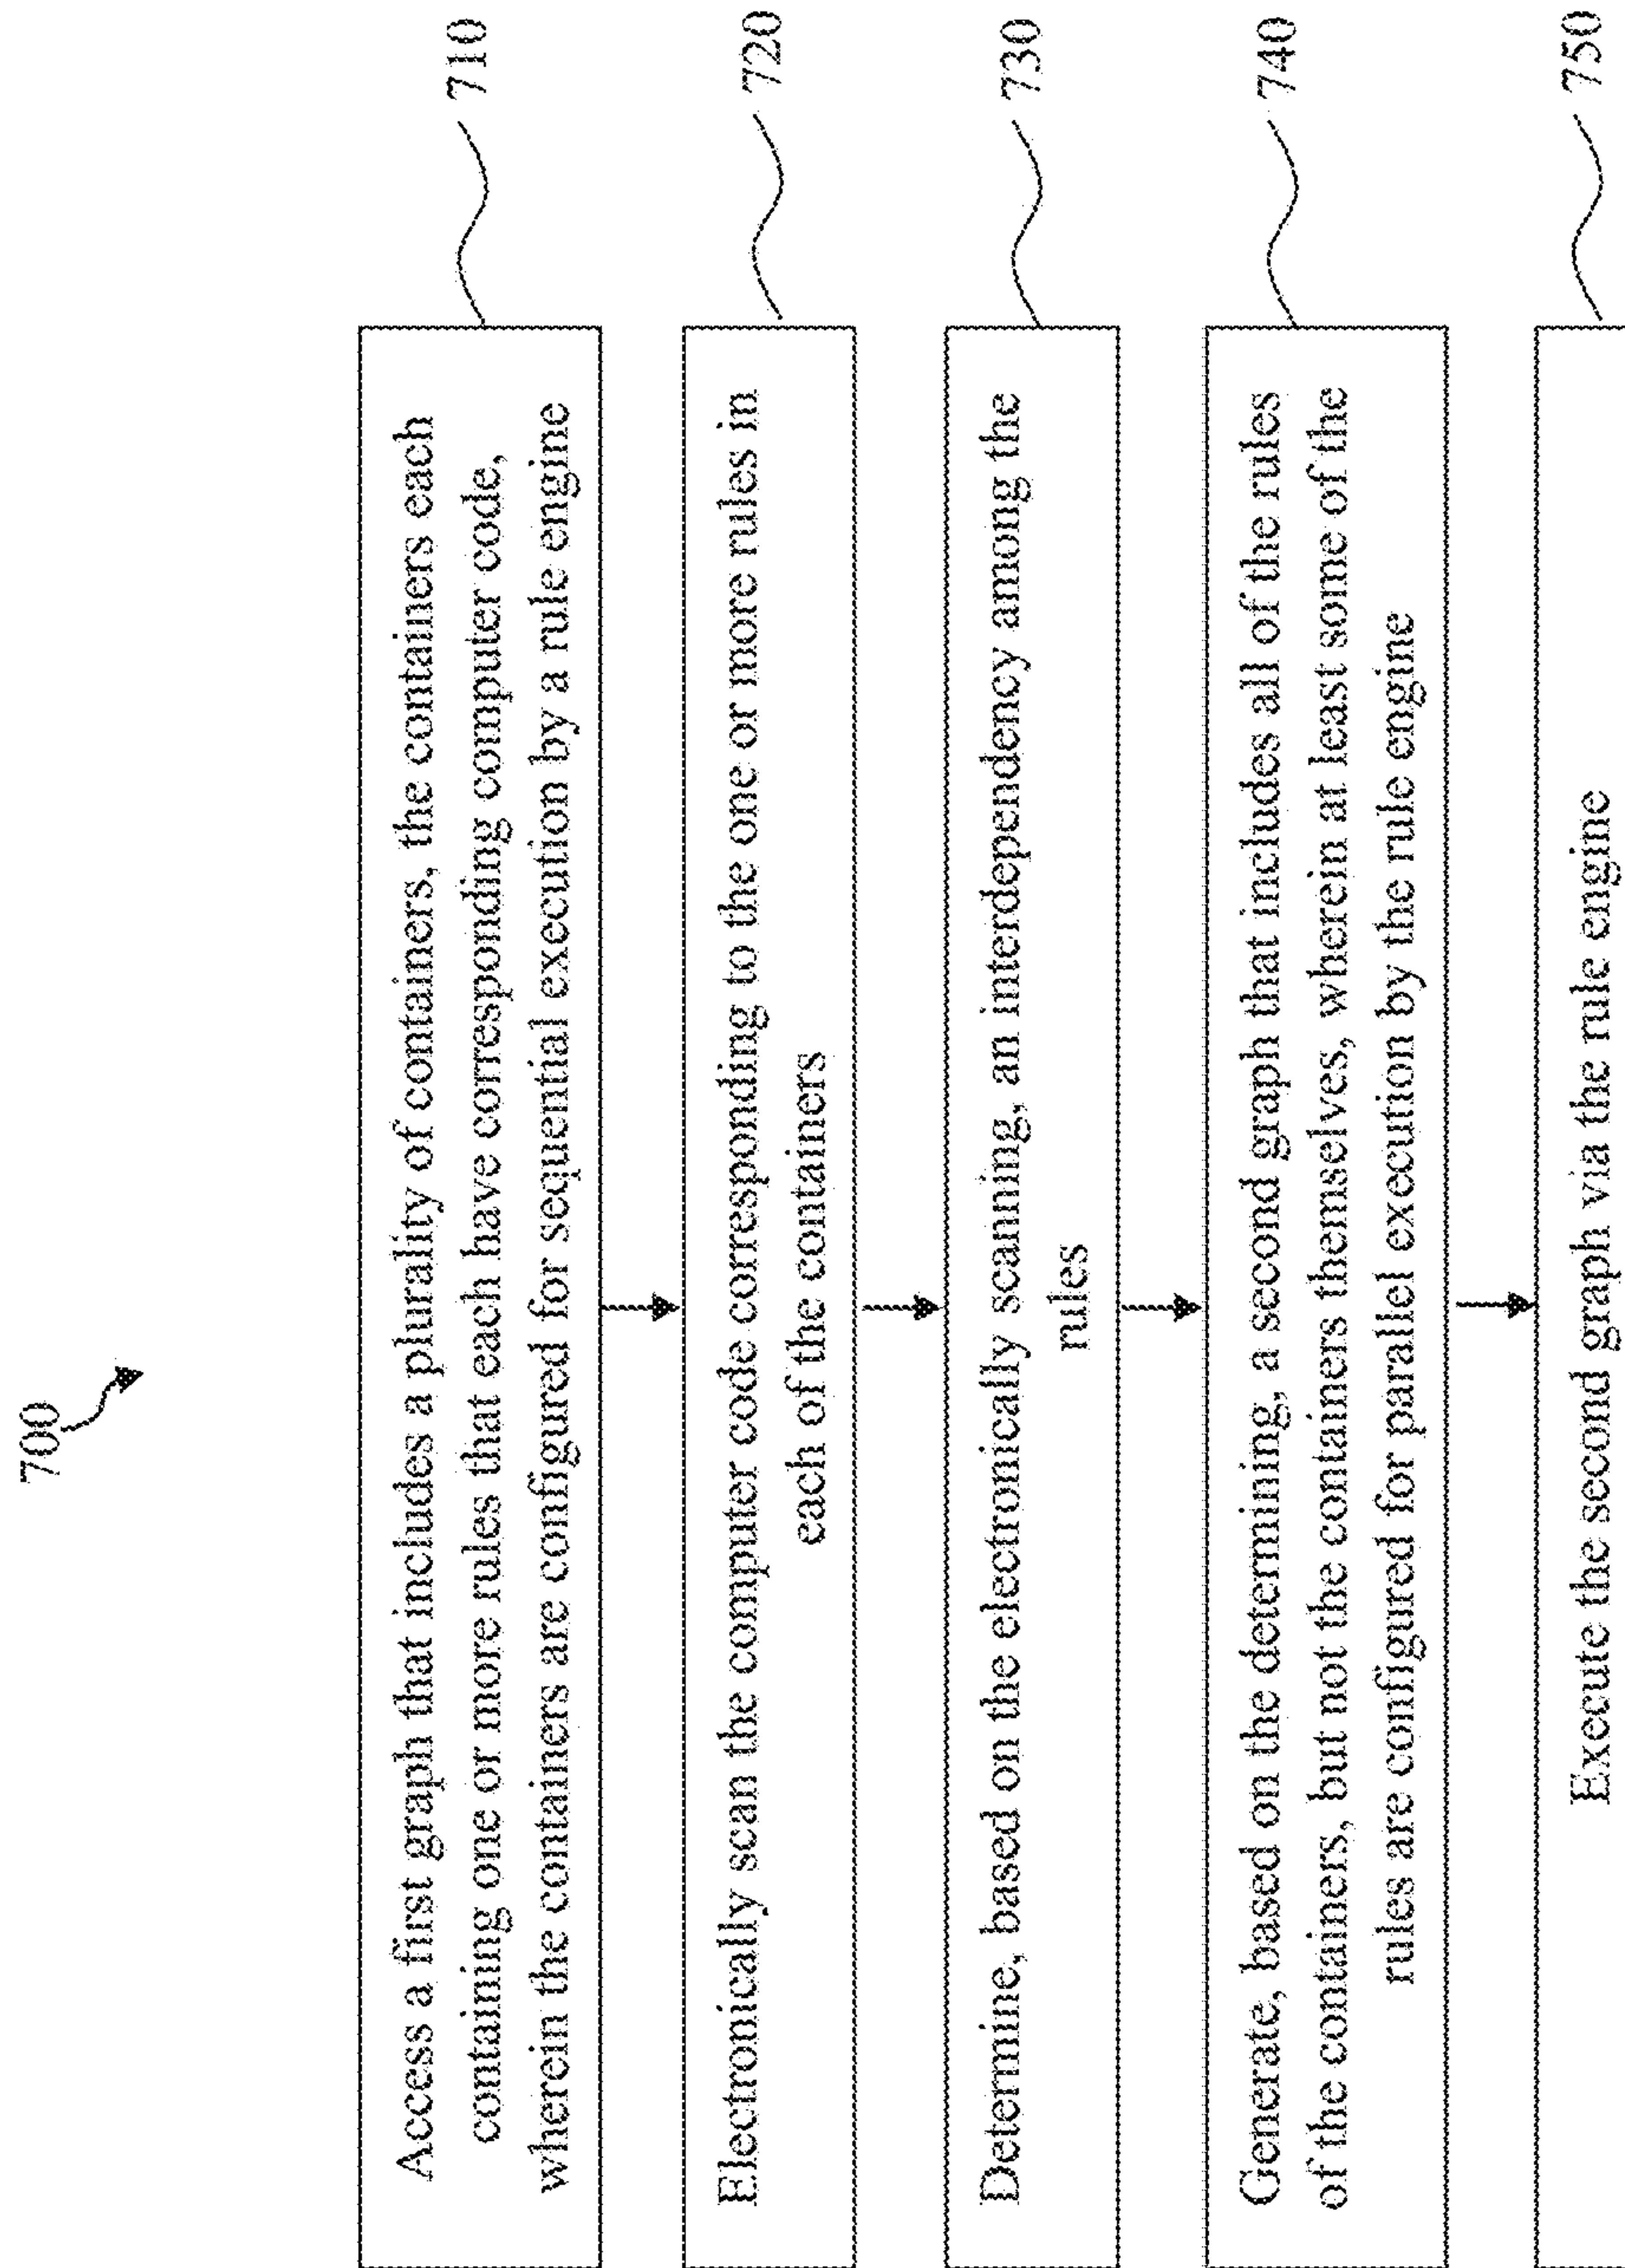 700
Access a first graph that includes a plurality of containers, the containers each
containing one or more rules that each have corresponding computer code,
wherein the containers are configured for sequential execution by a rule engine
710
Electronically scan the computer code corresponding to the one or more rules in
each of the containers
720
Determine, based on the electronically scanning, an interdependency among the
rules
730
Generate, based on the determining, a second graph that includes all of the rules
of the containers, but not the containers themselves, wherein at least some of the
rules are configured for parallel execution by the rule engine
740
Execute the second graph via the rule engine
750